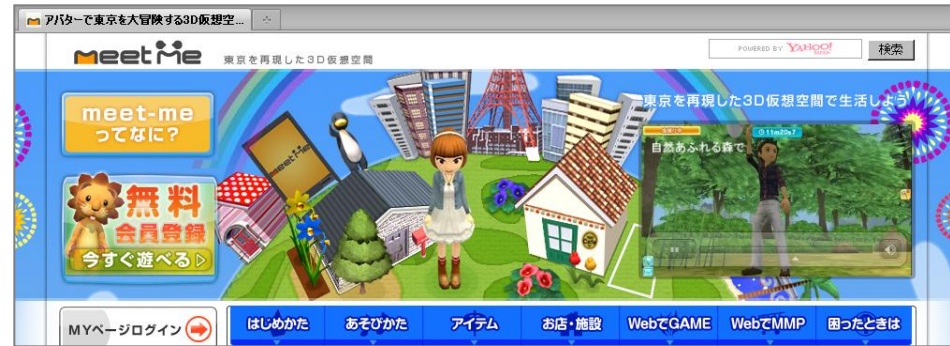 アバターで東京を大冒険する3D仮想空...
meet Me
東京を再現した3D仮想空間
POWERED BY YAHOO! JAPAN
検索
meet-me
ってなに?
東京を再現した3D仮想空間で生活しよう
11m20s7
自然あふれる森で
meet-me
無料
会員登録
今すぐ遊べる
MYページログイン
はじめかた
あそびかた
アイテム
お店・施設
WebでGAME
WebでMMP
困ったときは